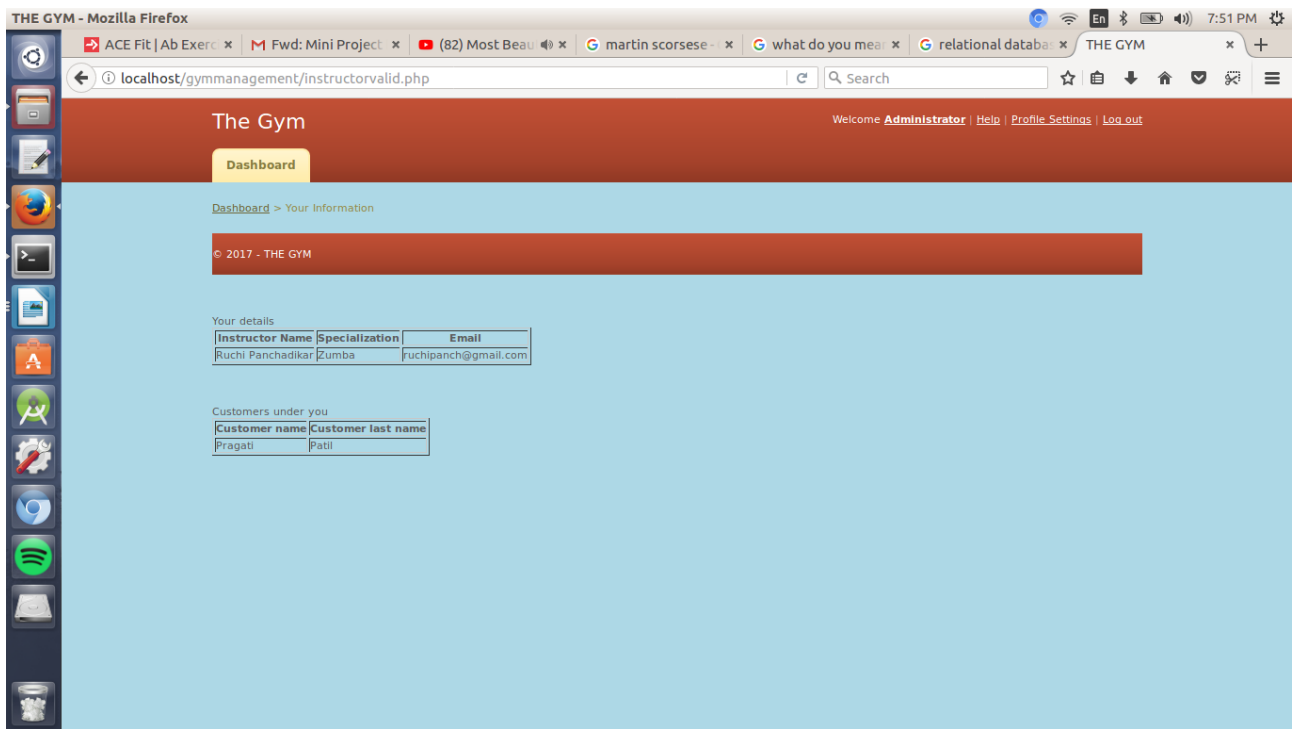 THE GYM - Mozilla Firefox
En 7:51 PM
ACE Fit | Ab Exerc
Fwd: Mini Project
(82) Most Beau
martin scorsese -
what do you mean
relational databas
THE GYM
localhost/gymmanagement/instructorvalid.php
Search
The Gym
Welcome Administrator | Help | Profile Settings | Log out
Dashboard
Dashboard > Your Information
© 2017 - THE GYM
Your details
Instructor Name Specialization Email
Ruchi Panchadikar Zumba ruchipanch@gmail.com
Customers under you
Customer name Customer last name
Pragati Patil